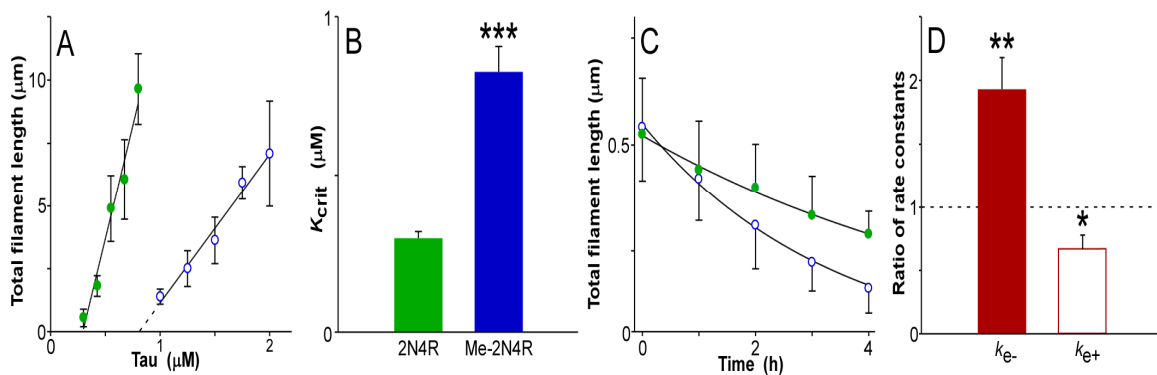 A
Total filament length (μm)
10
5
0
0
1
2
Tau (μM)
B
***
1
0
Kcrit (μM)
2N4R
Me-2N4R
C
Total filament length (μm)
0.5
0
0
2
4
Time (h)
D
**
*
2
1
0
Ratio of rate constants
ke-
ke+